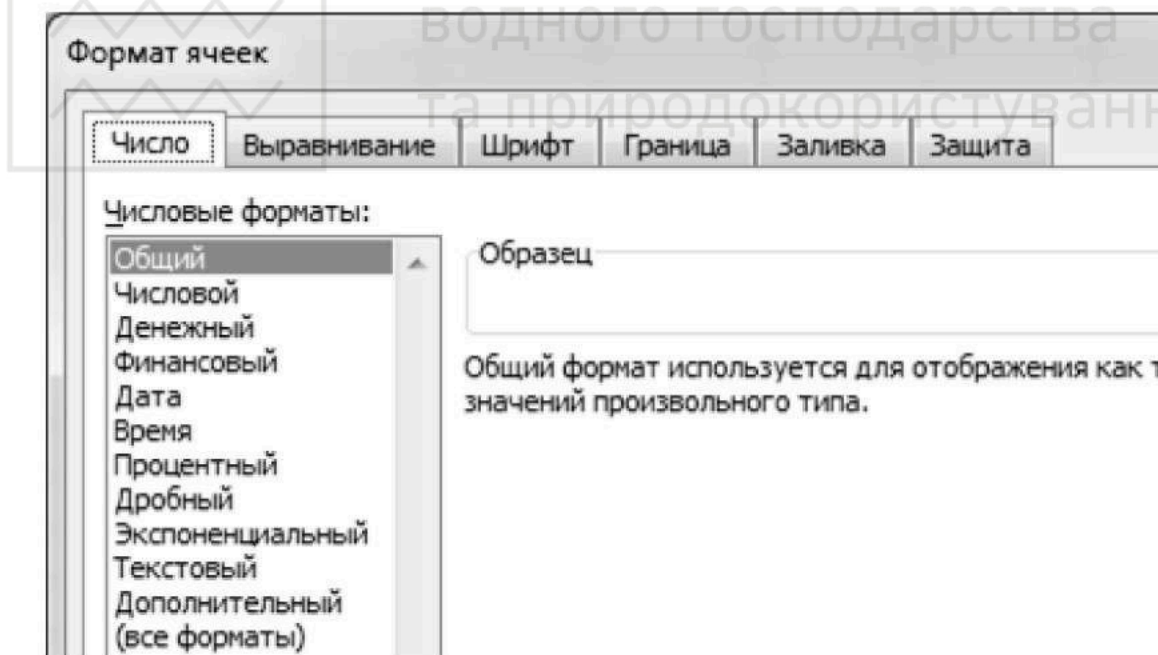 водного господарства
Формат ячеек
та природокористуванн
Число Выравнивание Шрифт Граница Заливка Защита
Числовые форматы:
Общий
Образец
Числовой
Денежный
Финансовый
Общий формат используется для отображения как т
Дата
значений произвольного типа.
Время
Процентный
Дробный
Экспоненциальный
Текстовый
Дополнительный
(все форматы)